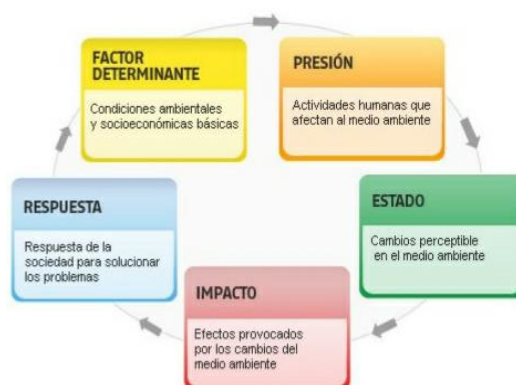 FACTOR
DETERMINANTE
Condiciones ambientales
y socioeconómicas básicas
PRESIÓN
Actividades humanas que
afectan al medio ambiente
ESTADO
Cambios perceptible
en el medio ambiente
IMPACTO
Efectos provocados
por los cambios del
medio ambiente
RESPUESTA
Respuesta de la
sociedad para solucionar
los problemas